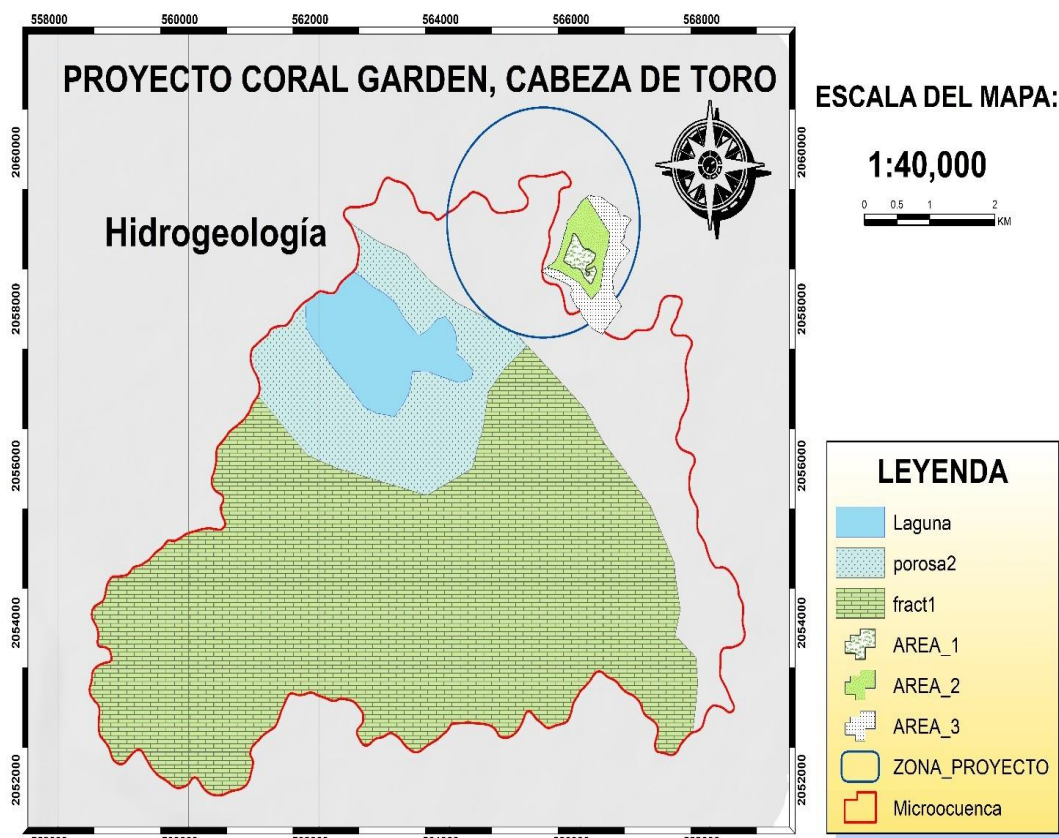 558000 560000 562000 564000 566000 568000
PROYECTO CORAL GARDEN, CABEZA DE TORO
Hidrogeología
2060000
2058000
2056000
2054000
2052000
2060000
2058000
2056000
2054000
2052000
ESCALA DEL MAPA:
1:40,000
0 0.5 1 2
KM
LEYENDA
Laguna
porosa2
fract1
AREA_1
AREA_2
AREA_3
ZONA_PROYECTO
Microocuenca